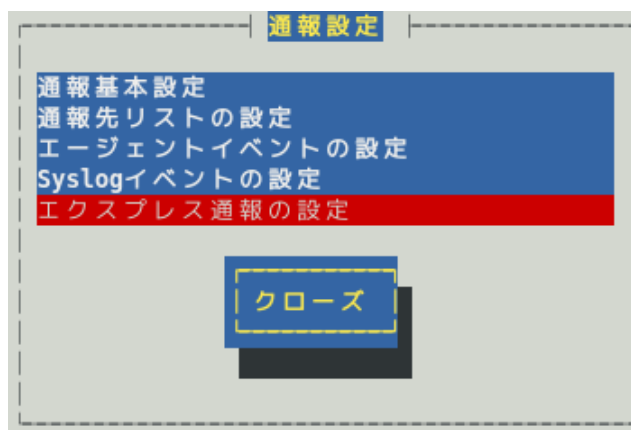 通報設定
通報基本設定
通報先リストの設定
エージェントイベントの設定
Syslogイベントの設定
エクスプレス通報の設定
クローズ